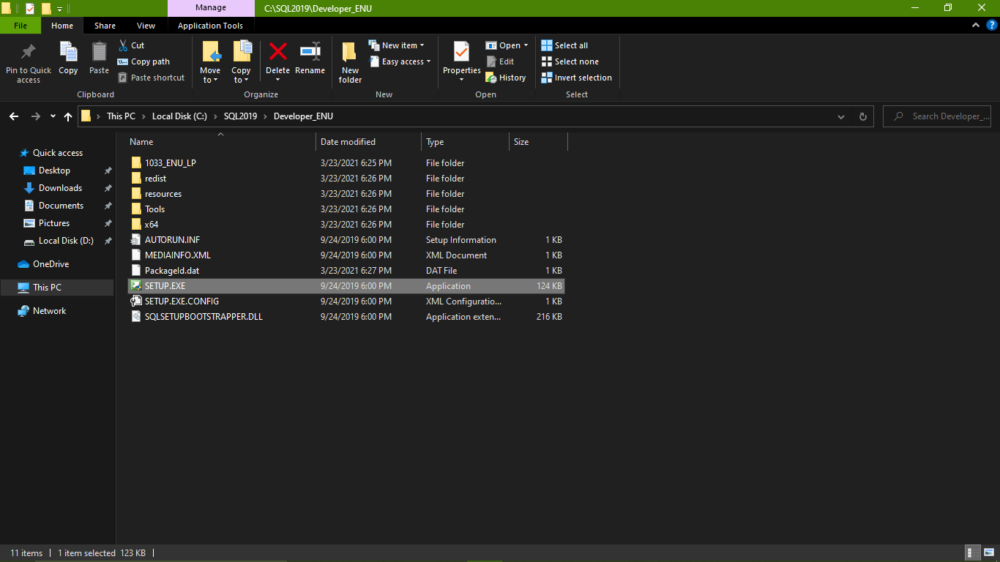 Manage
C:\SQL2019\Developer_ENU
File
Home
Share
View
Application Tools
Pin to Quick access
Copy
Paste
Cut
Copy path
Paste shortcut
Clipboard
Move to
Copy to
Delete
Rename
Organize
New folder
New item
Easy access
New
Properties
Open
Edit
History
Open
Select all
Select none
Invert selection
Select
This PC
Local Disk (C:)
SQL2019
Developer_ENU
Search Developer_...
Quick access
Desktop
Downloads
Documents
Pictures
Local Disk (D:)
OneDrive
This PC
Network
Name Date modified Type Size
1033_ENU_LP 3/23/2021 6:25 PM File folder
redist 3/23/2021 6:26 PM File folder
resources 3/23/2021 6:26 PM File folder
Tools 3/23/2021 6:26 PM File folder
x64 3/23/2021 6:26 PM File folder
AUTORUN.INF 9/24/2019 6:00 PM Setup Information 1 KB
MEDIAINFO.XML 9/24/2019 6:00 PM XML Document 1 KB
PackageId.dat 3/23/2021 6:27 PM DAT File 1 KB
SETUP.EXE 9/24/2019 6:00 PM Application 124 KB
SETUP.EXE.CONFIG 9/24/2019 6:00 PM XML Configuratio... 1 KB
SQLSETUPBOOTSTRAPPER.DLL 9/24/2019 6:00 PM Application exten... 216 KB
11 items
1 item selected 123 KB